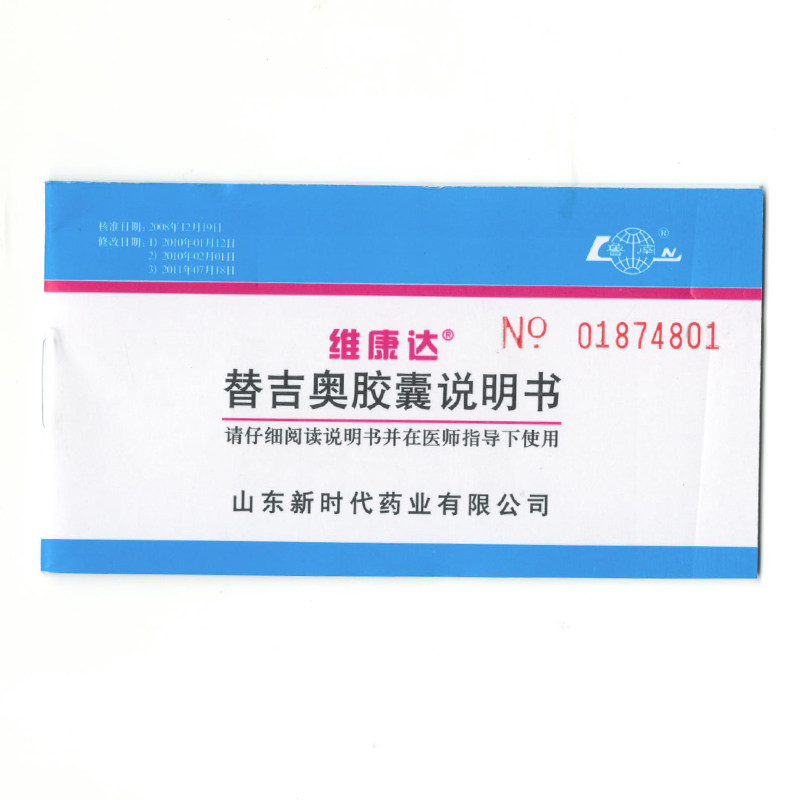 核准日期：2008年12月19日
修改日期：1) 2010年01月12日
2) 2010年02月01日
3) 2011年07月18日
L鲁南N®
维康达®
Nº 01874801
替吉奥胶囊说明书
请仔细阅读说明书并在医师指导下使用
山东新时代药业有限公司